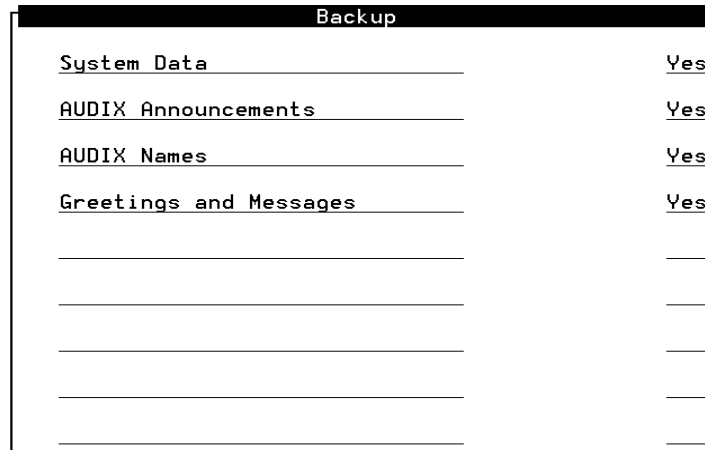 Backup
System Data Yes
AUDIX Announcements Yes
AUDIX Names Yes
Greetings and Messages Yes